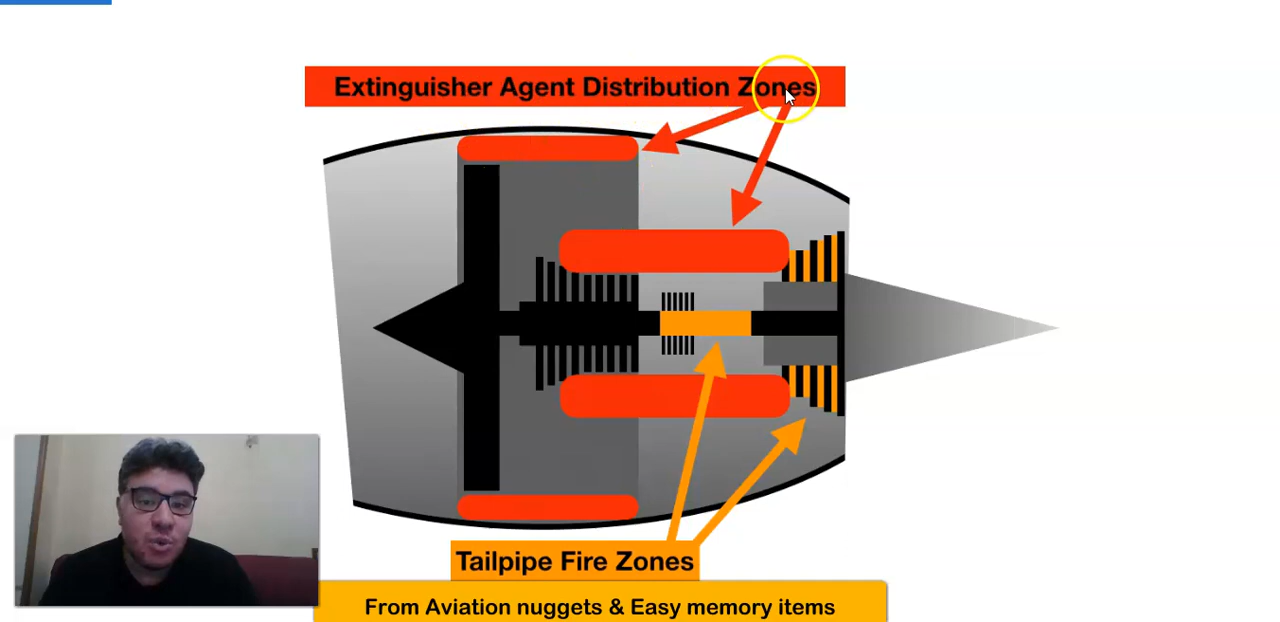 Extinguisher Agent Distribution Zones
Tailpipe Fire Zones
From Aviation nuggets & Easy memory items